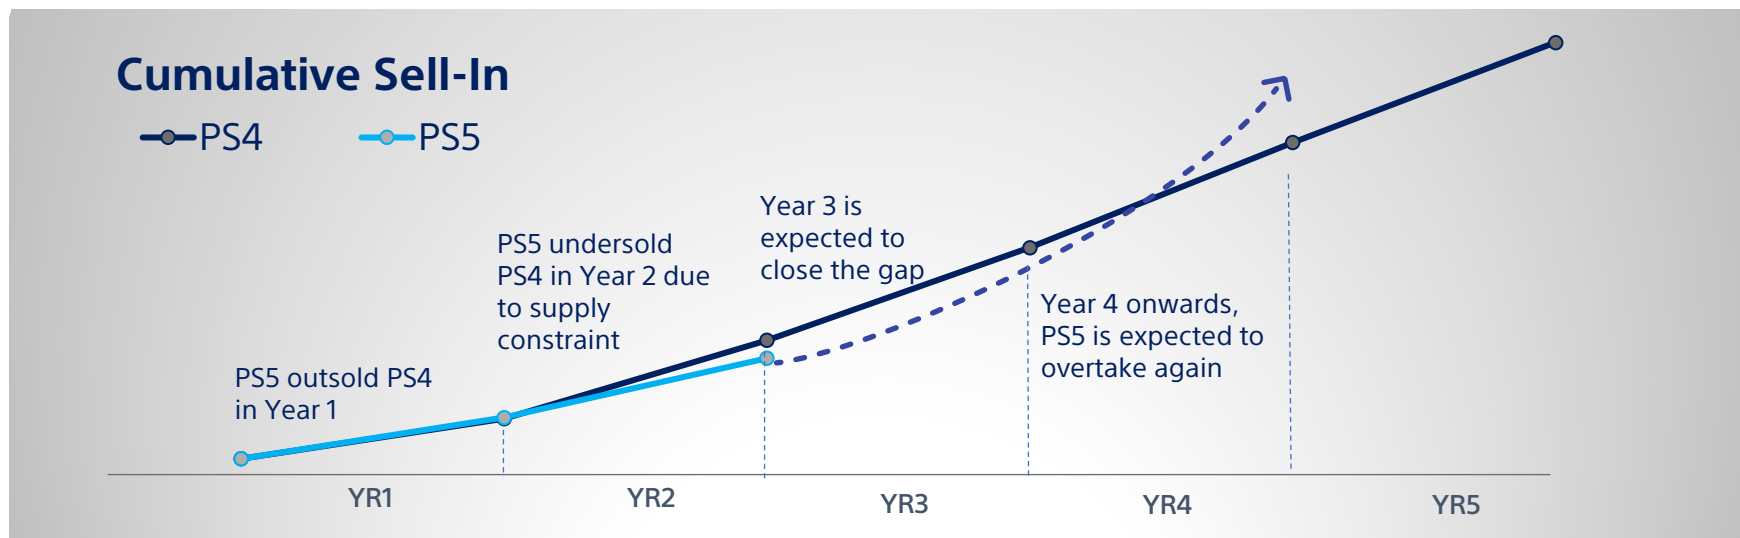 Cumulative Sell-In
PS4
PS5
PS5 outsold PS4
in Year 1
PS5 undersold
PS4 in Year 2 due
to supply
constraint
Year 3 is
expected to
close the gap
Year 4 onwards,
PS5 is expected to
overtake again
YR1
YR2
YR3
YR4
YR5